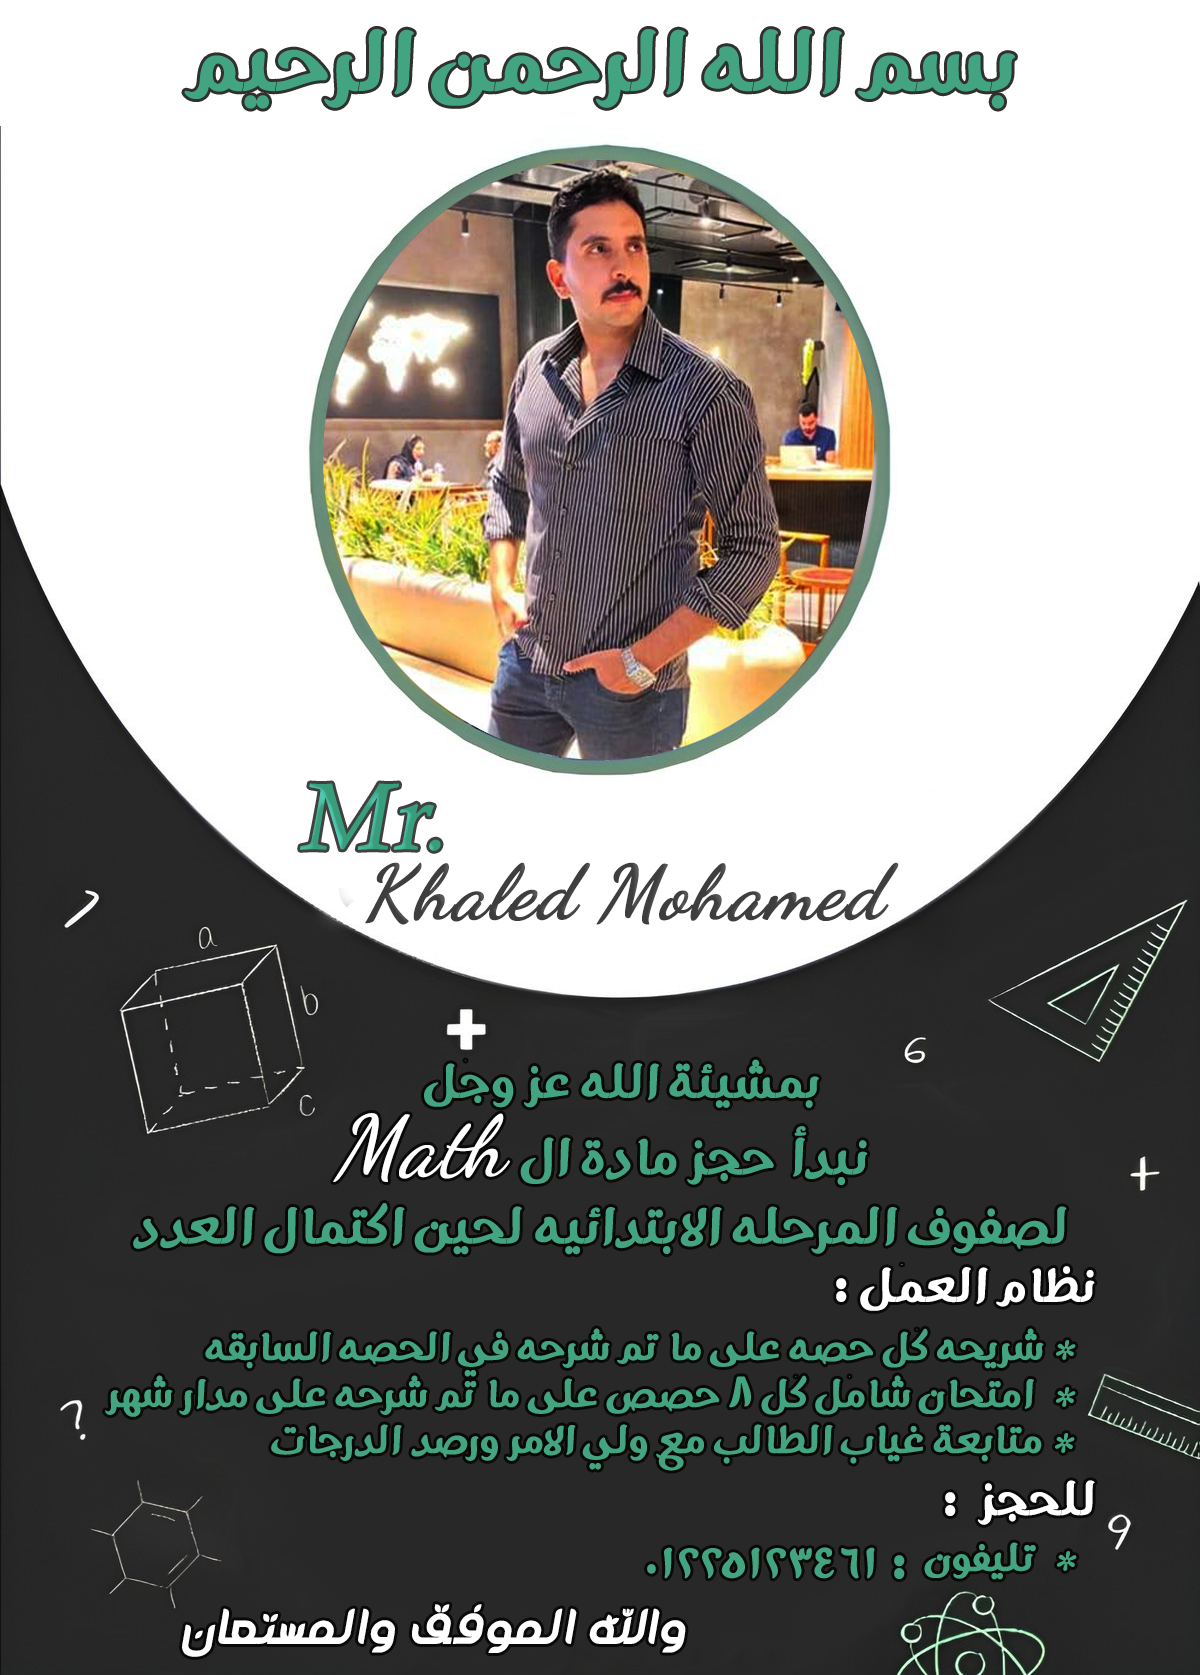 بسم الله الرحمن الرحيم
Mr.
Khaled Mohamed
a
b
c
6
بمشيئة الله عز وجل
نبدأ حجز مادة ال Math
+
لصفوف المرحله الابتدائيه لحين اكتمال العدد
نظام العمل :
* شريحه كل حصه على ما تم شرحه في الحصه السابقه
* امتحان شامل كل ٨ حصص على ما تم شرحه على مدار شهر
?
* متابعة غياب الطالب مع ولي الامر ورصد الدرجات
للحجز :
9
* تليفون : ٠١٢٢٥١٢٣٤٦١
والله الموفق والمستعان